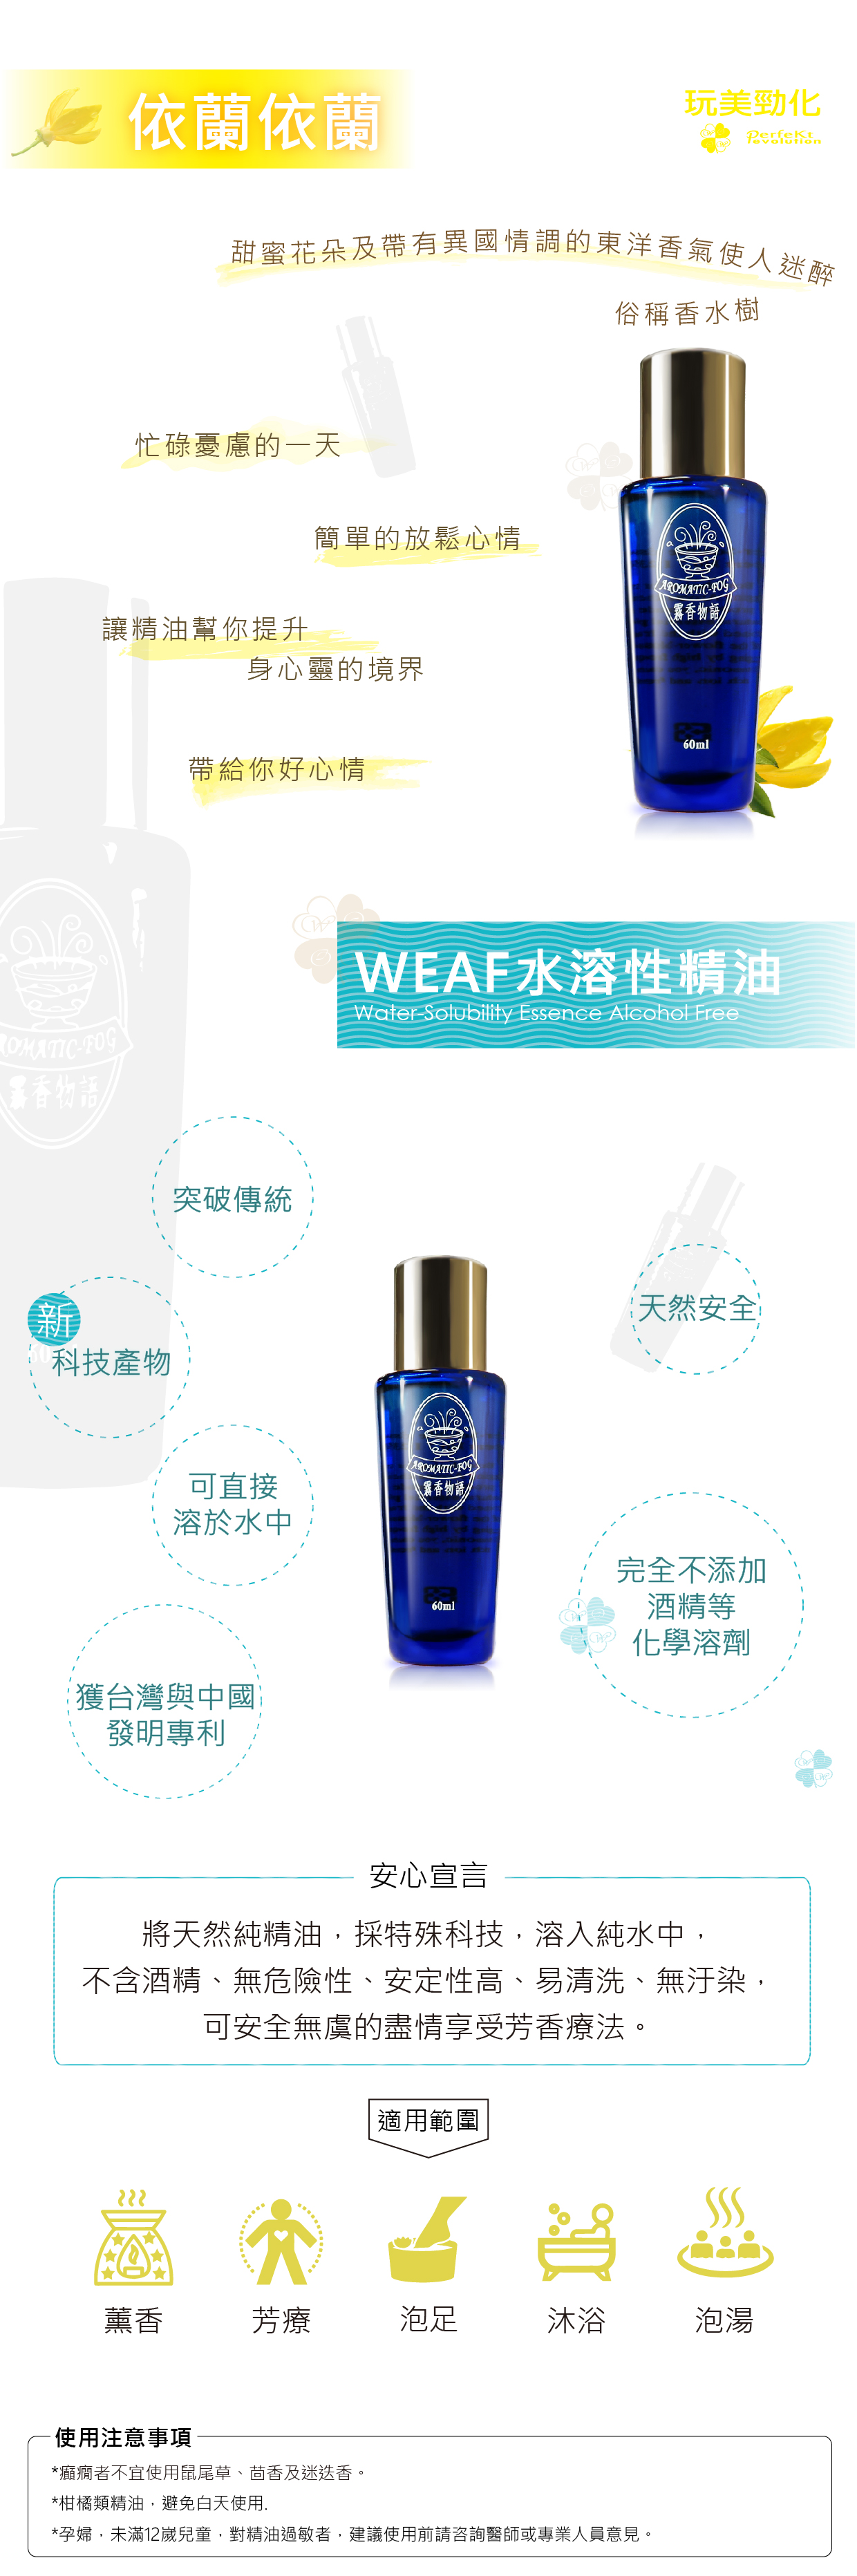 依蘭依蘭
玩美勁化
Perfekt
revolution
甜蜜花朵及帶有異國情調的東洋香氣使人迷醉
俗稱香水樹
忙碌憂慮的一天
簡單的放鬆心情
讓精油幫你提升
身心靈的境界
帶給你好心情
AROMATIC-FOG
霧香物語
60ml
WEAF水溶性精油
Water-Solubility Essence Alcohol Free
ROMATIC-FOG
霧香物語
突破傳統
天然安全
新
科技產物
可直接
溶於水中
AROMATIC-FOG
霧香物語
60ml
完全不添加
酒精等
化學溶劑
獲台灣與中國
發明專利
安心宣言
將天然純精油，採特殊科技，溶入純水中，
不含酒精、無危險性、安定性高、易清洗、無汙染，
可安全無虞的盡情享受芳香療法。
適用範圍
薰香
芳療
泡足
沐浴
泡湯
使用注意事項
*癲癇者不宜使用鼠尾草、茴香及迷迭香。
*柑橘類精油，避免白天使用.
*孕婦，未滿12歲兒童，對精油過敏者，建議使用前請咨詢醫師或專業人員意見。